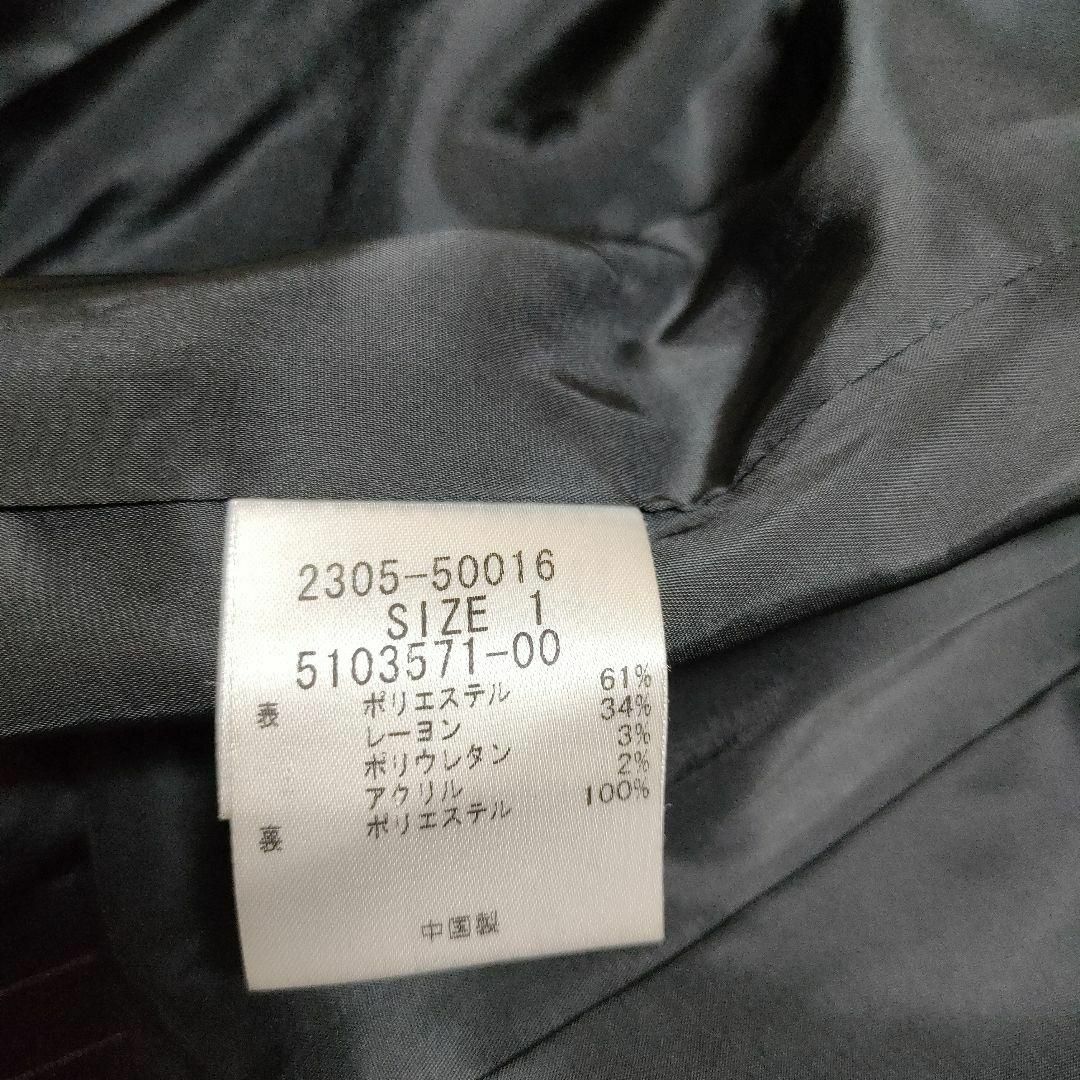 2305-50016
SIZE 1
5103571-00
表 ポリエステル 61%
レーヨン 34%
ポリウレタン 3%
アクリル 2%
裏 ポリエステル 100%
中国製